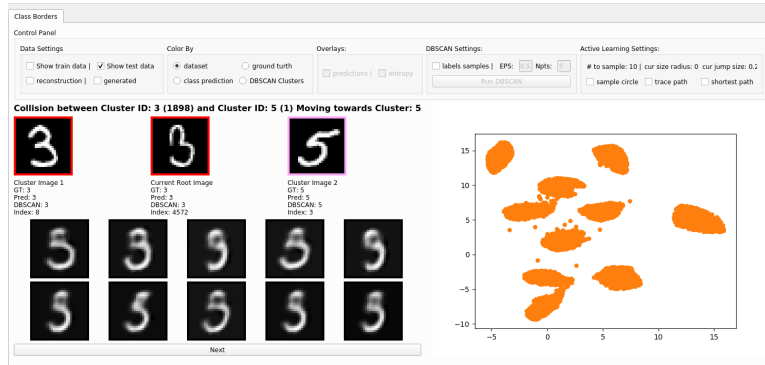 Class Borders
Control Panel
Data Settings
Color By
Overlays:
DBSCAN Settings:
Active Learning Settings:
Show train data | Show test data
dataset ground turth
predictions | entropy
labels samples | EPS: 0.5 Npts: 5
# to sample: 10 | cur size radius: 0 cur jump size: 0.2
reconstruction | generated
class prediction DBSCAN Clusters
Run DBSCAN
sample circle trace path shortest path
Collision between Cluster ID: 3 (1898) and Cluster ID: 5 (1) Moving towards Cluster: 5
Cluster Image 1
GT: 3
Pred: 3
DBSCAN: 3
Index: 8
Current Root Image
GT: 3
Pred: 3
DBSCAN: 3
Index: 4572
Cluster Image 2
GT: 5
Pred: 5
DBSCAN: 5
Index: 3
Next
15
10
5
0
−5
−10
−5 0 5 10 15